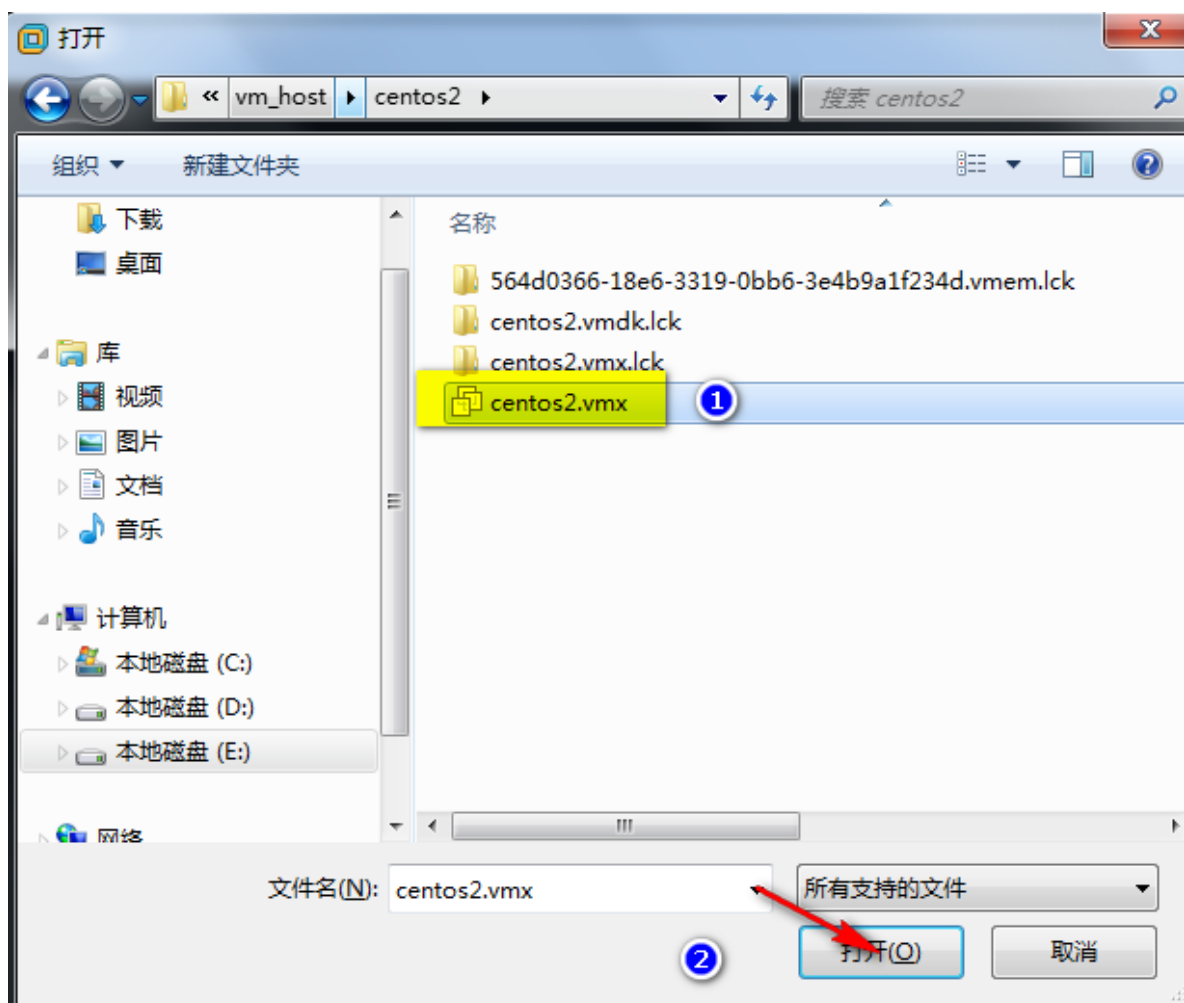 打开
« vm_host centos2
搜索 centos2
组织 新建文件夹
下载
桌面
库
视频
图片
文档
音乐
计算机
本地磁盘 (C:)
本地磁盘 (D:)
本地磁盘 (E:)
网络
名称
564d0366-18e6-3319-0bb6-3e4b9a1f234d.vmem.lck
centos2.vmdk.lck
centos2.vmx.lck
centos2.vmx 1
文件名(N): centos2.vmx 所有支持的文件
2 打开(O) 取消